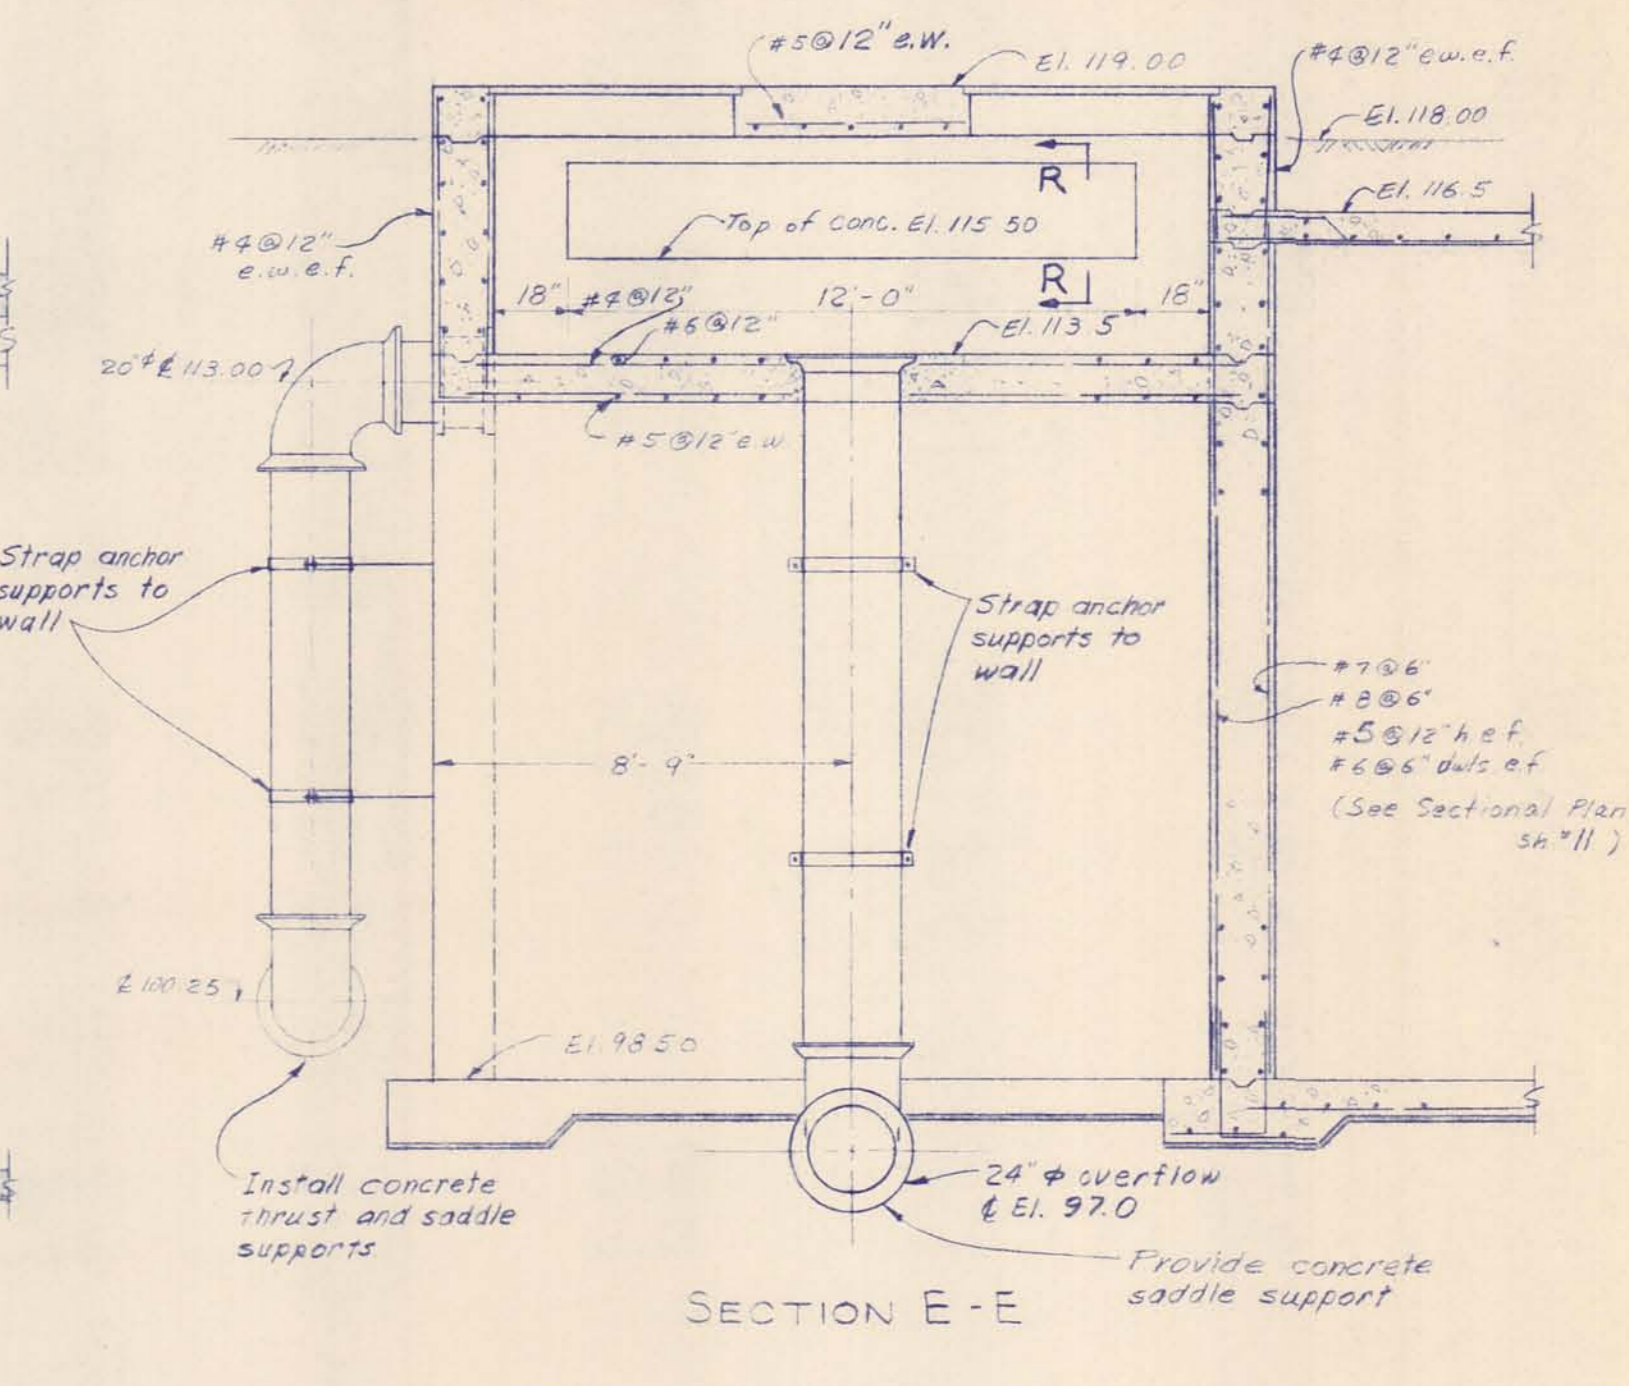 #5@12" e.w.
El. 119.00
#4@12" e.w.e.f.
El. 118.00
El. 116.5
R
Top of conc. El. 115.50
#4@12"
e.w.e.f.
R
18"
#4@12"
12'-0"
18"
#6@12"
El. 113.5
20"ϕ ℄ 113.00
#5@12" e.w.
Strap anchor
supports to
wall
Strap anchor
supports to
wall
#7@6"
#8@6"
#5@12" h.e.f.
#6@6" dwls e.f.
(See Sectional Plan
sh #11)
8'-9"
℄ 100.25
El. 98.50
24" ϕ overflow
℄ El. 97.0
Install concrete
thrust and saddle
supports
Provide concrete
saddle support
SECTION E-E